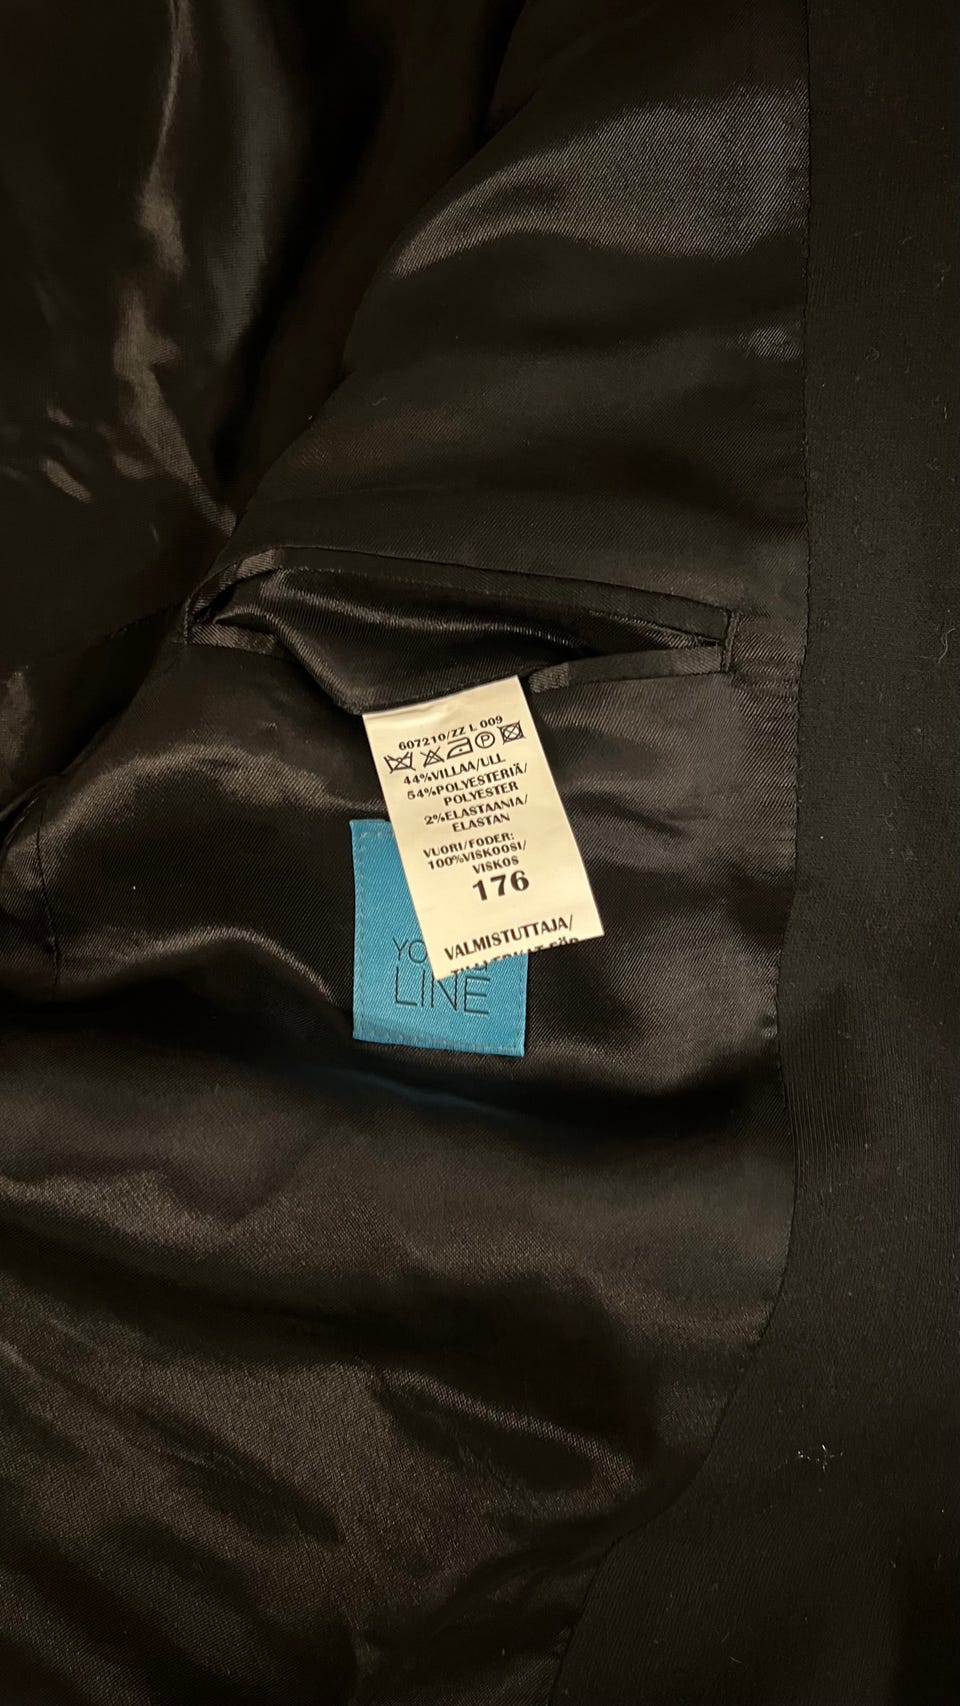 607210/ZZ L 009
44%VILLAA/ULL
54%POLYESTERIÄ/
POLYESTER
2%ELASTAANIA/
ELASTAN
VUORI/FODER:
100%VISKOOSI/
VISKOS
176
VALMISTUTTAJA/
LINE